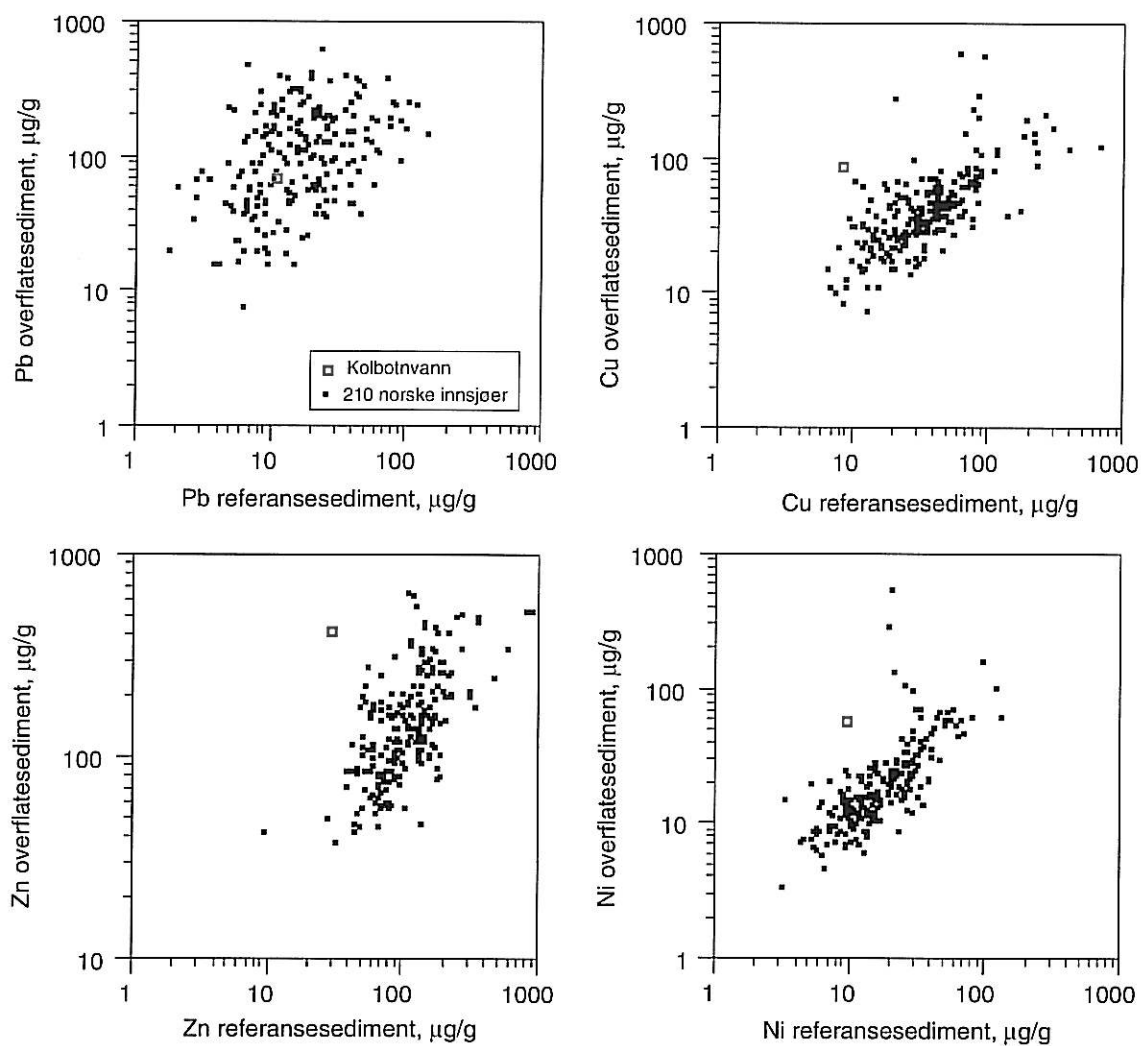 1000
100
10
1
Pb overflatesediment, µg/g
Kolbotnvann
210 norske innsjøer
1 10 100 1000
Pb referansesediment, µg/g
1000
100
10
1
Cu overflatesediment, µg/g
1 10 100 1000
Cu referansesediment, µg/g
1000
100
10
Zn overflatesediment, µg/g
1 10 100 1000
Zn referansesediment, µg/g
1000
100
10
1
Ni overflatesediment, µg/g
1 10 100 1000
Ni referansesediment, µg/g